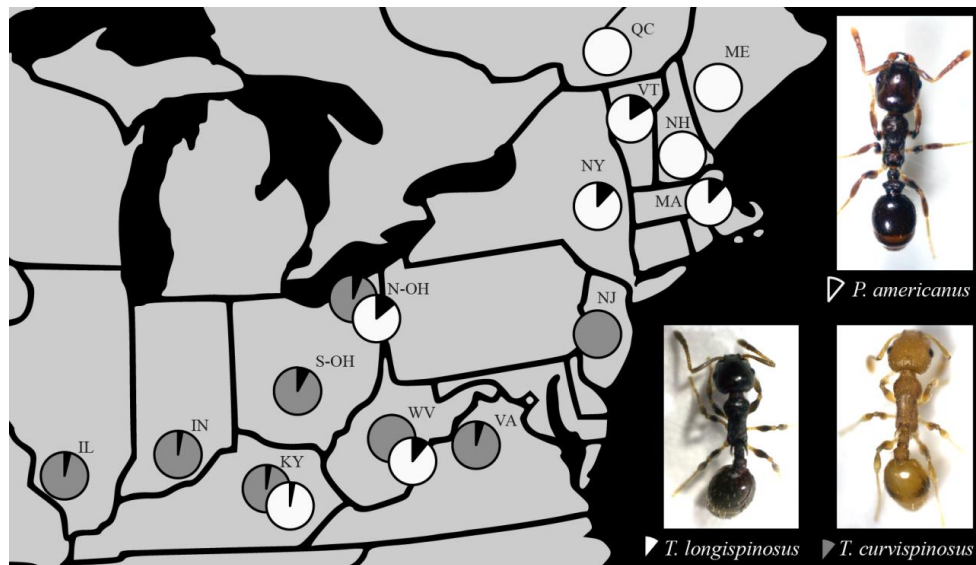 QC
ME
VT
NH
NY
MA
N-OH
NJ
S-OH
WV
VA
IN
IL
KY
P. americanus
T. longispinosus
T. curvispinosus